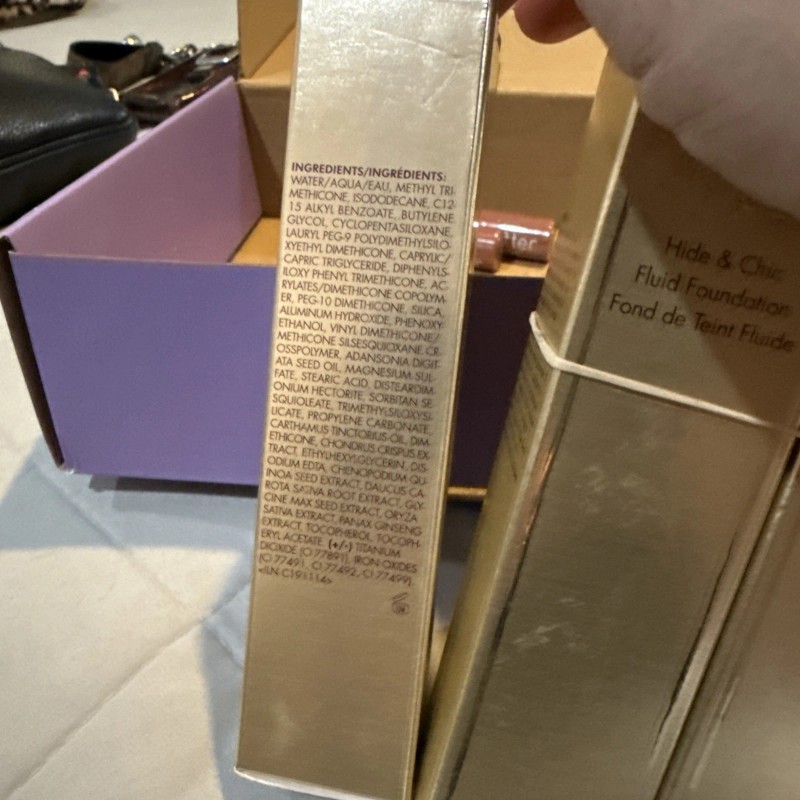 INGREDIENTS/INGRÉDIENTS:
WATER/AQUA/EAU, METHYL TRI-
METHICONE, ISODODECANE, C12-
15 ALKYL BENZOATE, BUTYLENE
GLYCOL, CYCLOPENTASILOXANE,
LAURYL PEG-9 POLYDIMETHYLSILO-
XYETHYL DIMETHICONE, CAPRYLIC/
CAPRIC TRIGLYCERIDE, DIPHENYLS-
ILOXY PHENYL TRIMETHICONE, AC-
RYLATES/DIMETHICONE COPOLYM-
ER, PEG-10 DIMETHICONE, SILICA,
ALUMINUM HYDROXIDE, PHENOXY-
ETHANOL, VINYL DIMETHICONE/
METHICONE SILSESQUIOXANE CR-
OSSPOLYMER, ADANSONIA DIGIT-
ATA SEED OIL, MAGNESIUM SUL-
FATE, STEARIC ACID, DISTEARDIM-
ONIUM HECTORITE, SORBITAN SE-
SQUIOLEATE, TRIMETHYLSILOXYSI-
LICATE, PROPYLENE CARBONATE,
CARTHAMUS TINCTORIUS OIL, DIM-
ETHICONE, CHONDRUS CRISPUS EX-
TRACT, ETHYLHEXYLGLYCERIN, DIS-
ODIUM EDTA, CHENOPODIUM QU-
INOA SEED EXTRACT, DAUCUS CA-
ROTA SATIVA ROOT EXTRACT, GLY-
CINE MAX SEED EXTRACT, ORYZA
SATIVA EXTRACT, PANAX GINSENG
EXTRACT, TOCOPHEROL, TOCOPH-
ERYL ACETATE. (+/-) TITANIUM
DIOXIDE (CI 77891), IRON OXIDES
(CI 77491, CI 77492, CI 77499).
<ILN C191114>
Hide & Chic
Fluid Foundation
Fond de Teint Fluide